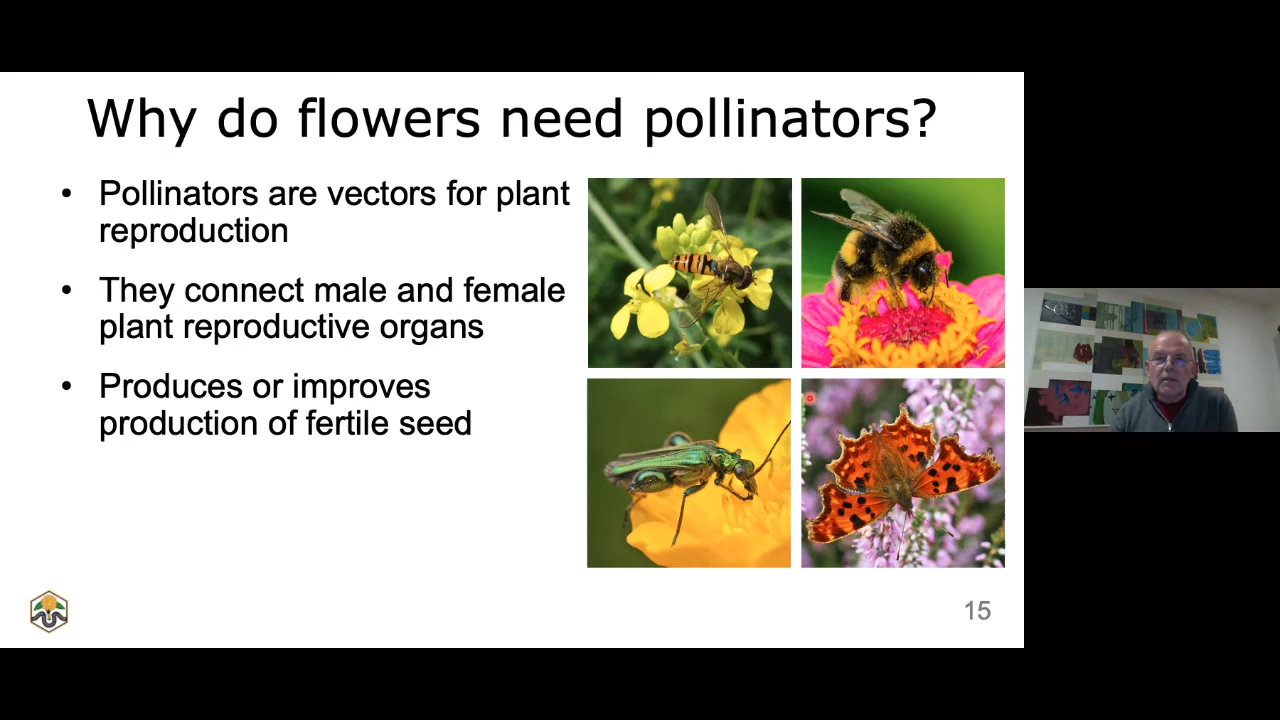 Why do flowers need pollinators?
• Pollinators are vectors for plant
reproduction
• They connect male and female
plant reproductive organs
• Produces or improves
production of fertile seed
15